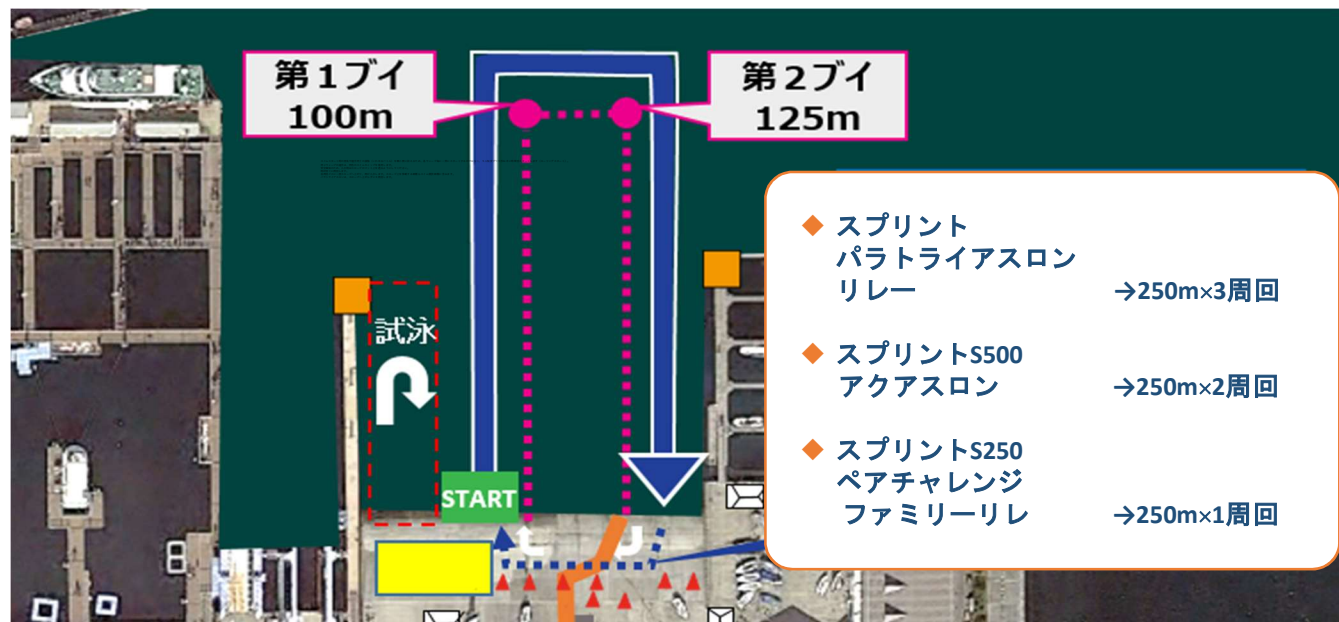 第1ブイ
100m
第2ブイ
125m
試泳
START
スプリント
パラトライアスロン
リレー →250m×3周回
スプリントS500
アクアスロン →250m×2周回
スプリントS250
ペアチャレンジ
ファミリーリレ →250m×1周回